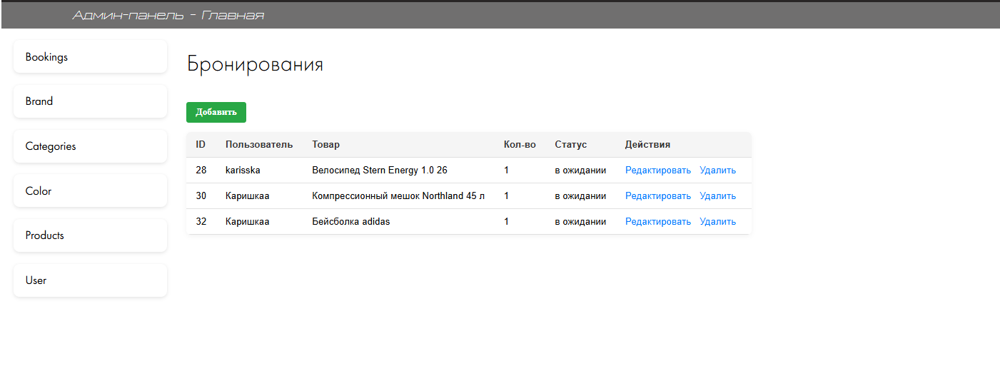 Админ-панель - Главная
Bookings
Brand
Categories
Color
Products
User
Бронирования
Добавить
ID Пользователь Товар Кол-во Статус Действия
28 karisska Велосипед Stern Energy 1.0 26 1 в ожидании Редактировать Удалить
30 Каришкаа Компрессионный мешок Northland 45 л 1 в ожидании Редактировать Удалить
32 Каришкаа Бейсболка adidas 1 в ожидании Редактировать Удалить